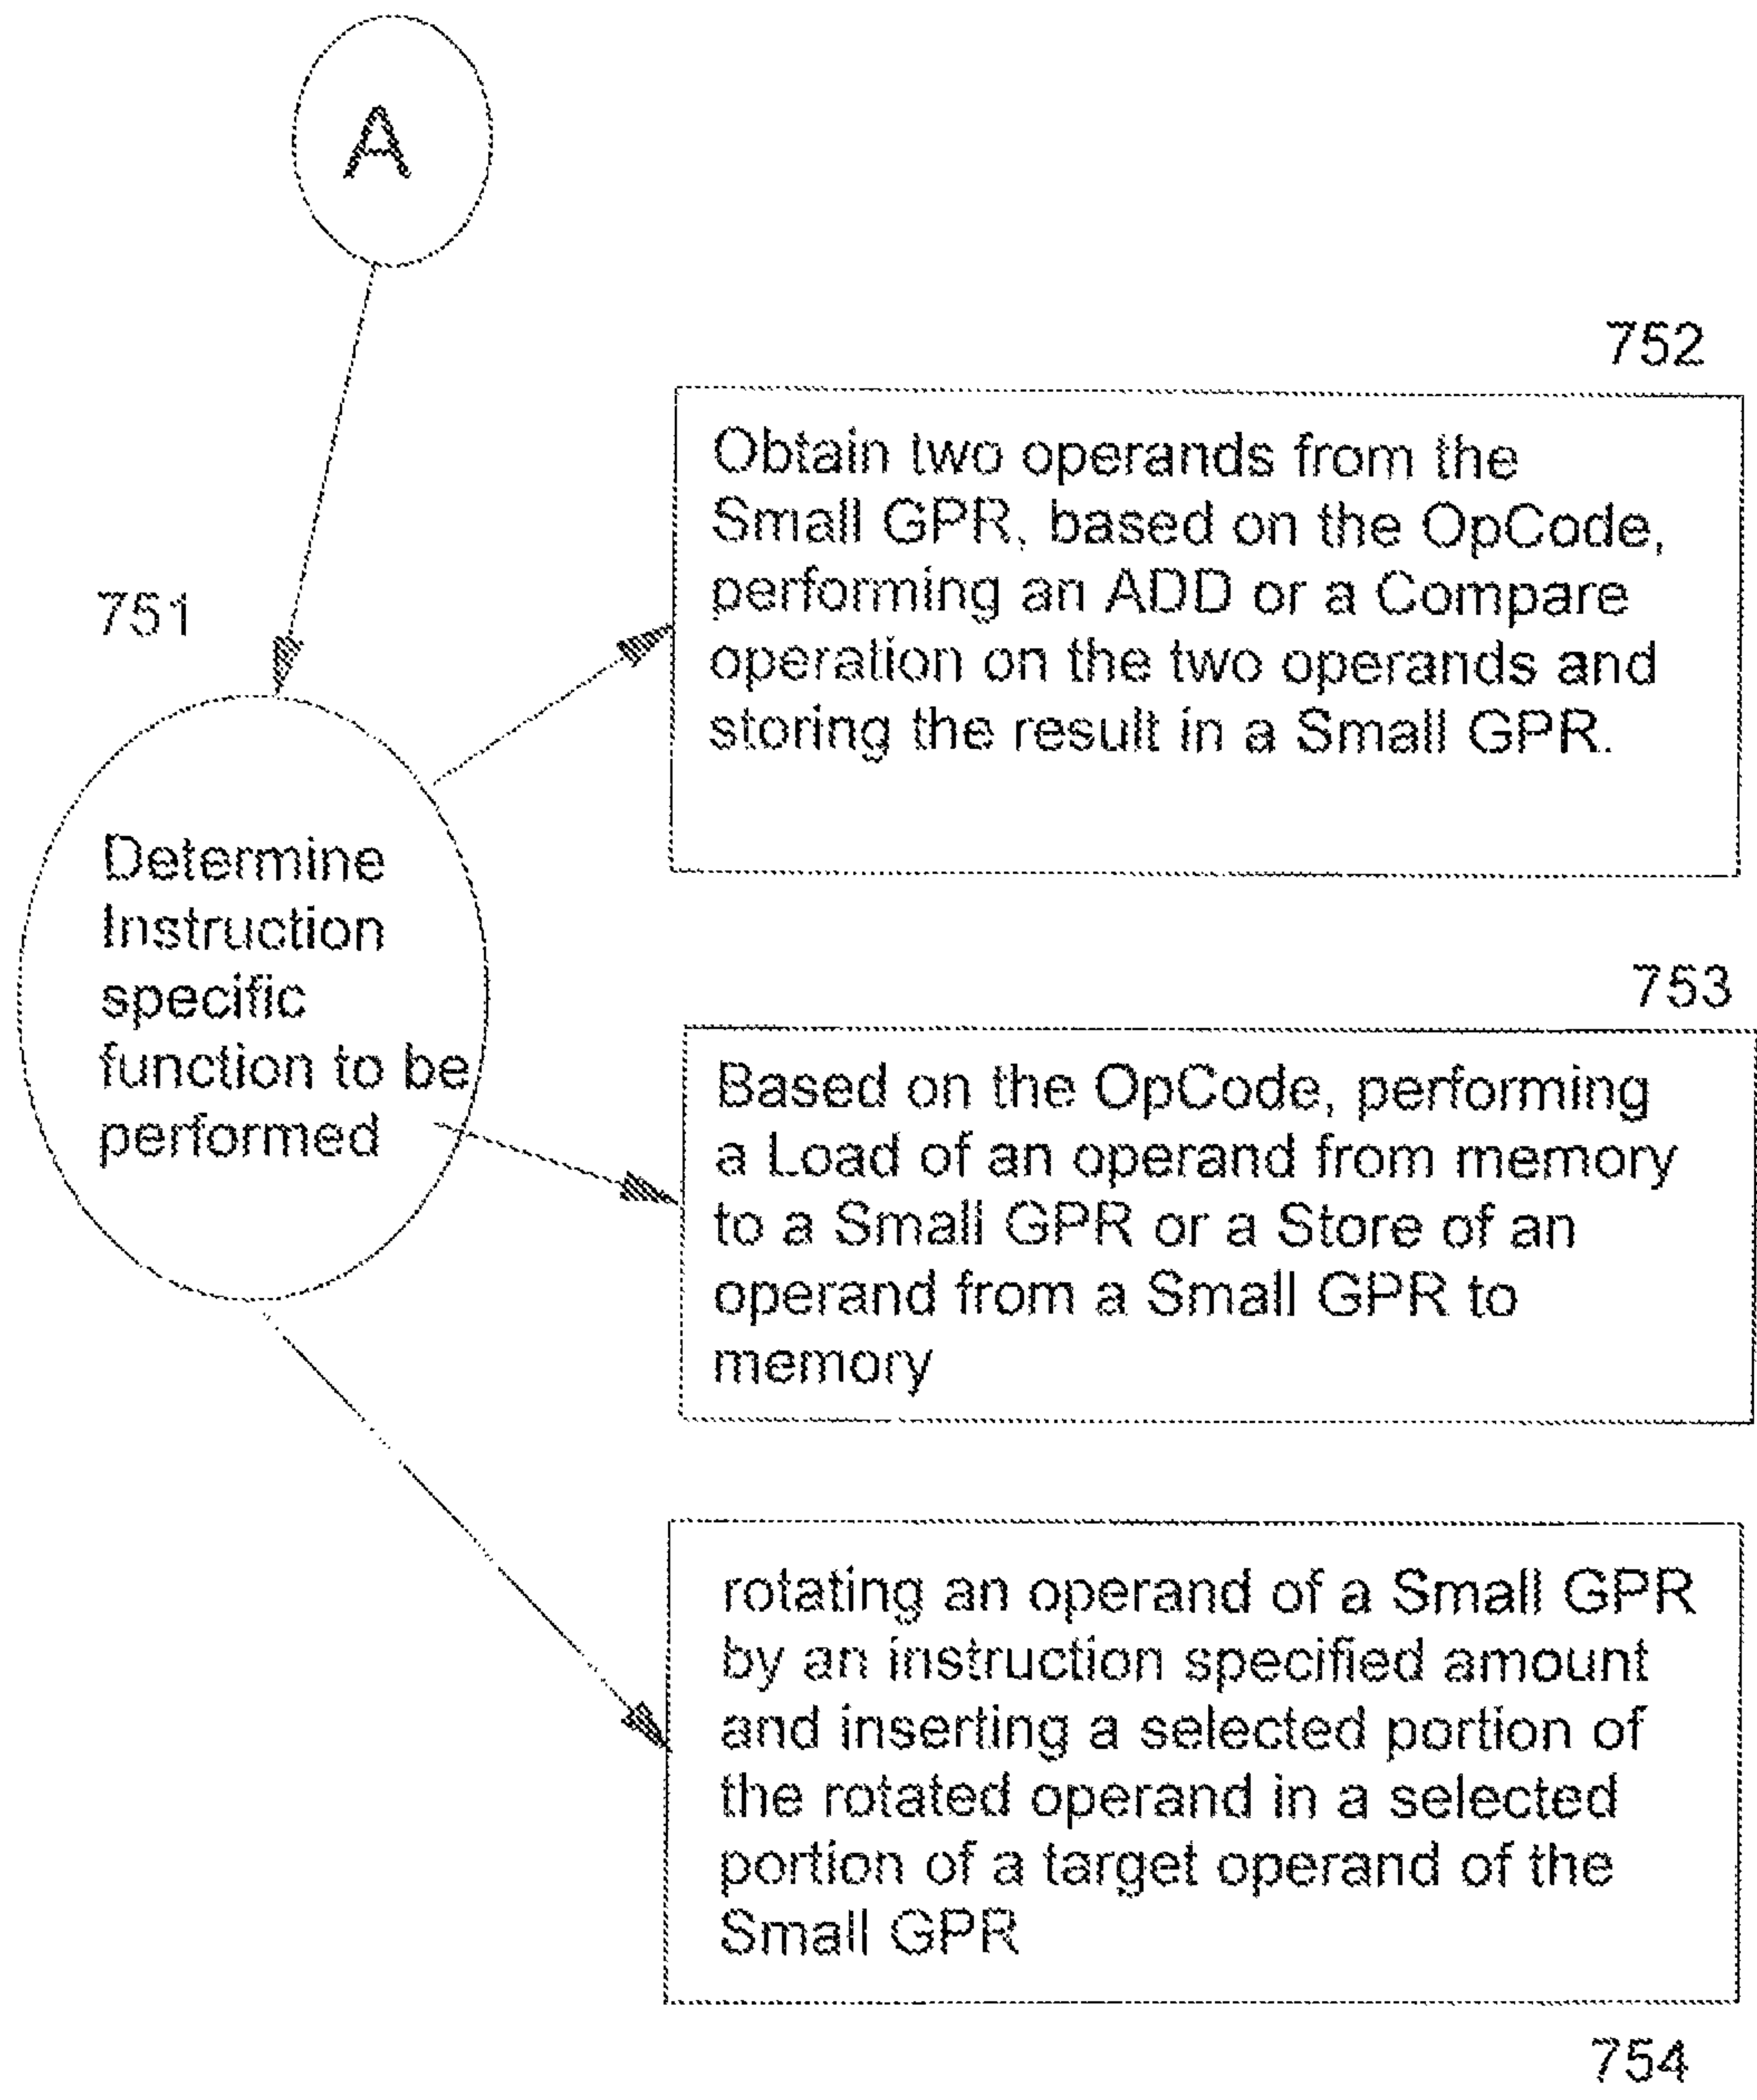 A
751
Determine
Instruction
specific
function to be
performed
752
Obtain two operands from the
Small GPR, based on the OpCode,
performing an ADD or a Compare
operation on the two operands and
storing the result in a Small GPR.
753
Based on the OpCode, performing
a Load of an operand from memory
to a Small GPR or a Store of an
operand from a Small GPR to
memory
rotating an operand of a Small GPR
by an instruction specified amount
and inserting a selected portion of
the rotated operand in a selected
portion of a target operand of the
Small GPR
754